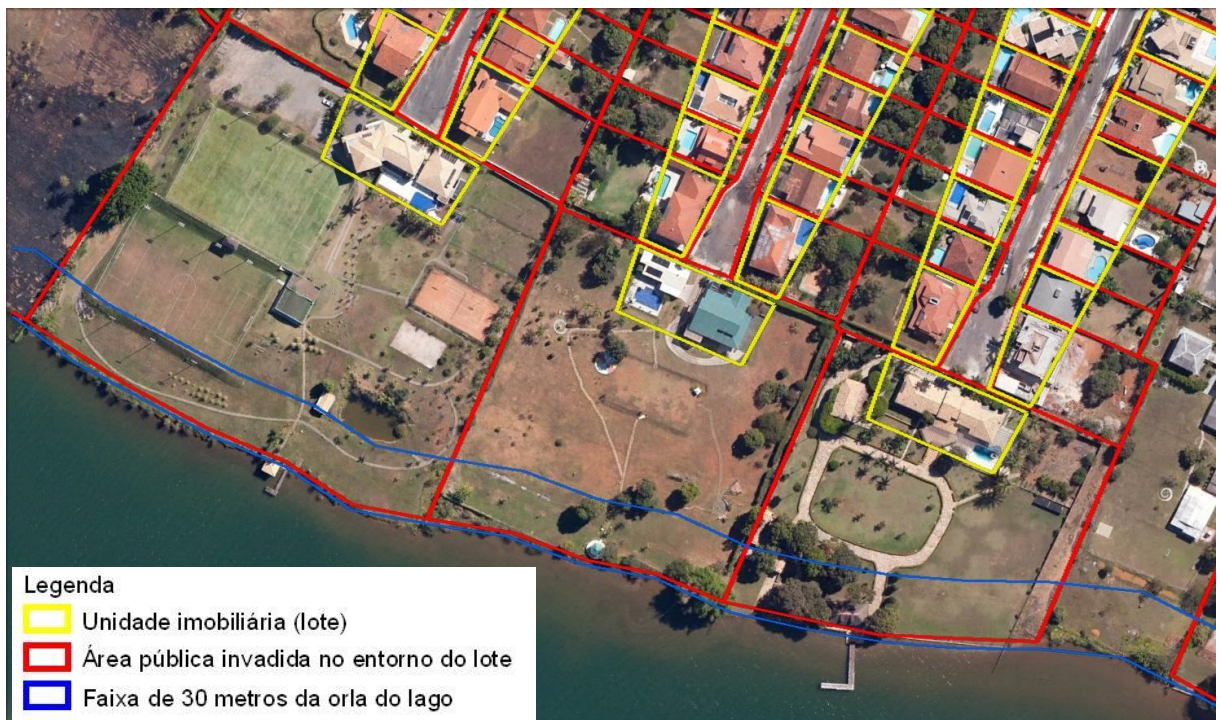 Legenda
Unidade imobiliária (lote)
Área pública invadida no entorno do lote
Faixa de 30 metros da orla do lago